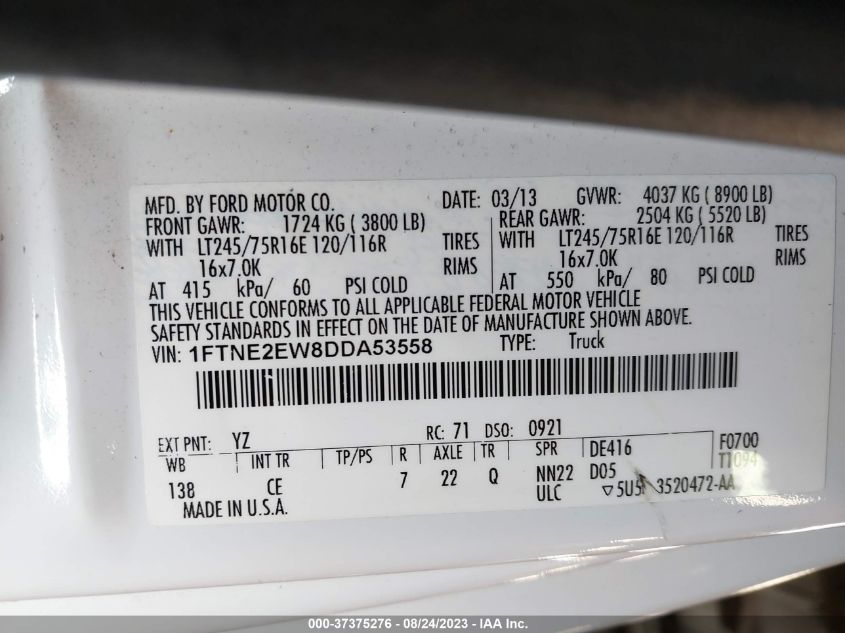 MFD. BY FORD MOTOR CO. DATE: 03/13 GVWR: 4037 KG ( 8900 LB)
FRONT GAWR: 1724 KG ( 3800 LB) REAR GAWR: 2504 KG ( 5520 LB)
WITH LT245/75R16E 120/116R TIRES WITH LT245/75R16E 120/116R TIRES
16x7.0K RIMS 16x7.0K RIMS
AT 415 kPa/ 60 PSI COLD AT 550 kPa/ 80 PSI COLD
THIS VEHICLE CONFORMS TO ALL APPLICABLE FEDERAL MOTOR VEHICLE
SAFETY STANDARDS IN EFFECT ON THE DATE OF MANUFACTURE SHOWN ABOVE.
VIN: 1FTNE2EW8DDA53558 TYPE: Truck
EXT PNT: YZ RC: 71 DSO: 0921
WB INT TR TP/PS R AXLE TR SPR DE416 F0700
138 CE 7 22 Q NN22 D05 T1094
ULC ▽5U5 3520472-AA
MADE IN U.S.A.
000-37375276 - 08/24/2023 - IAA Inc.